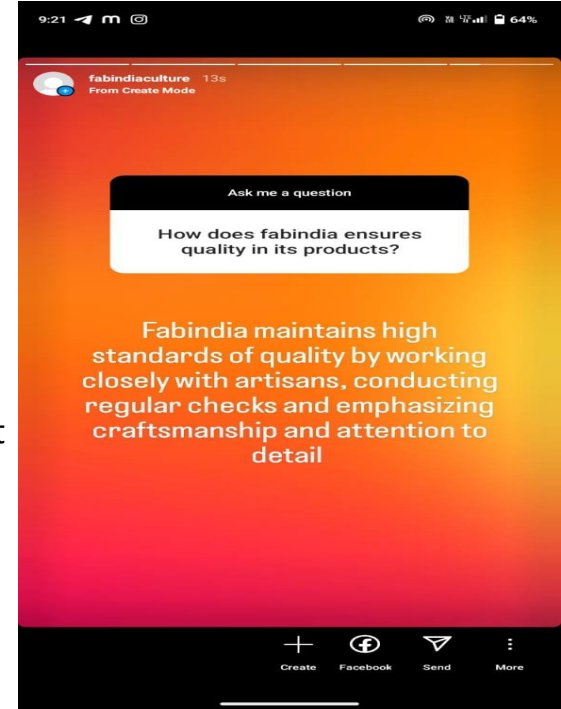 9:21
64%
fabindiaculture 13s
From Create Mode
Ask me a question
How does fabindia ensures
quality in its products?
Fabindia maintains high
standards of quality by working
closely with artisans, conducting
regular checks and emphasizing
craftsmanship and attention to
detail
t
Create Facebook Send More